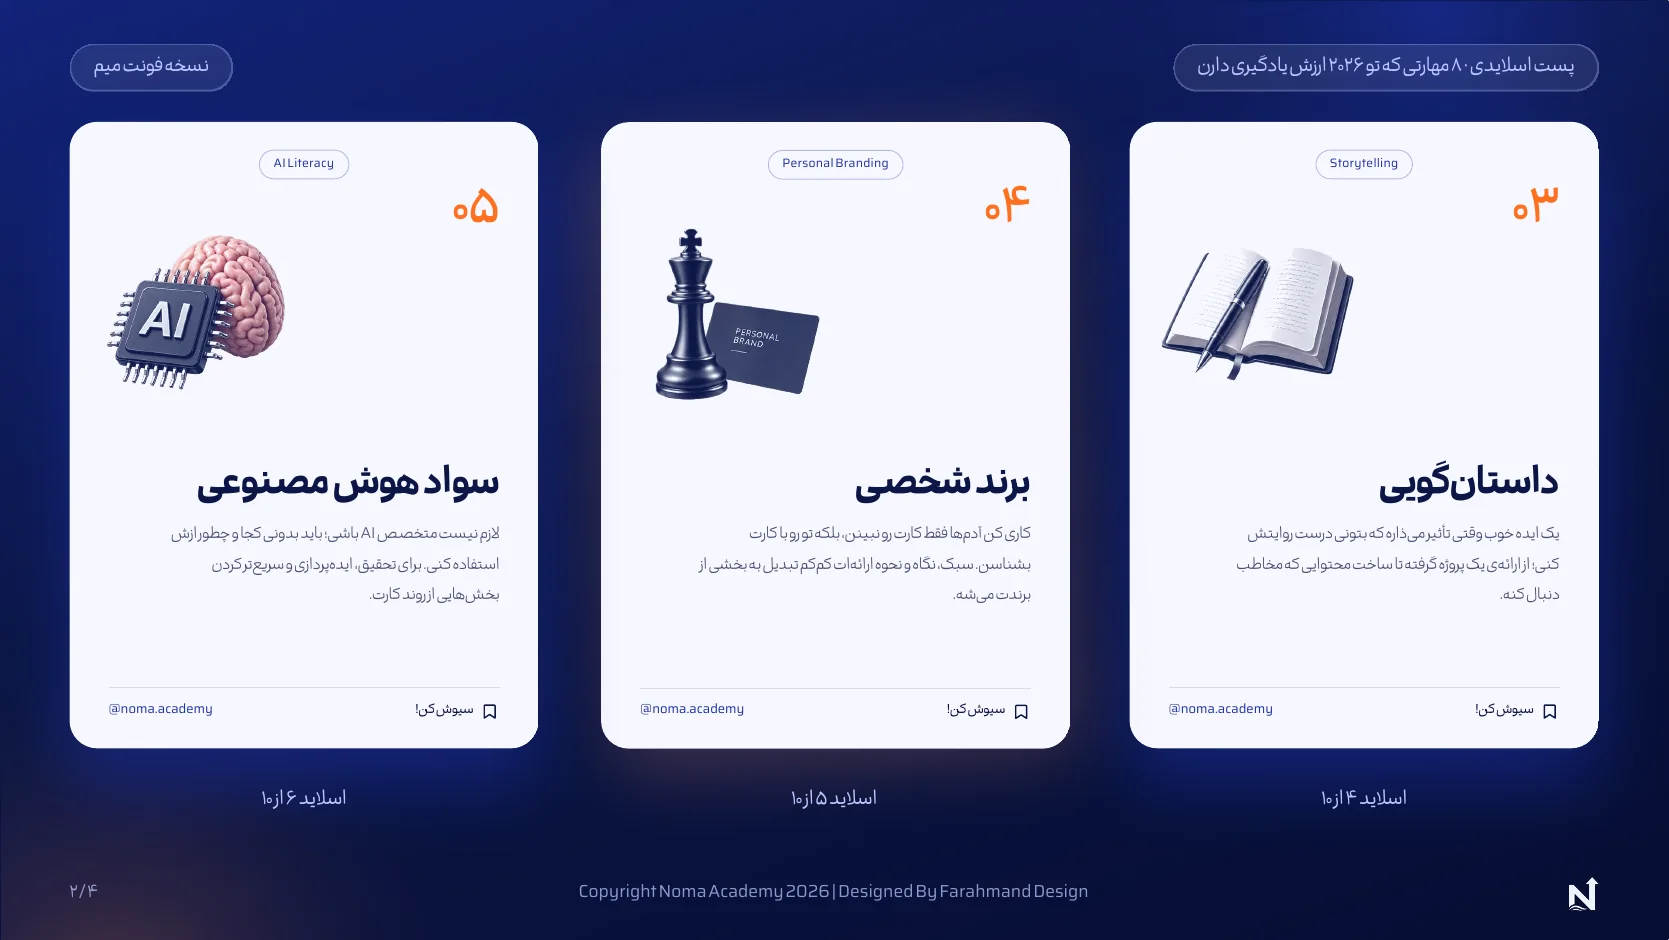 پست اسلایدی · ۸ مهارتی که تو ۲۰۲۶ ارزش یادگیری دارن
نسخه فونت میم
Storytelling
۰۳
داستان‌گویی
یک ایده خوب وقتی تأثیر می‌ذاره که بتونی درست روایتش
کنی؛ از ارائه‌ی یک پروژه گرفته تا ساخت محتوایی که مخاطب
دنبال کنه.
سیوش کن!
@noma.academy
اسلاید ۴ از ۱۰
Personal Branding
۰۴
PERSONAL
BRAND
برند شخصی
کاری کن آدم‌ها فقط کارت رو نبینن، بلکه تو رو با کارت
بشناسن. سبک، نگاه و نحوه ارائه‌ات کم‌کم تبدیل به بخشی از
برندت می‌شه.
سیوش کن!
@noma.academy
اسلاید ۵ از ۱۰
AI Literacy
۰۵
AI
سواد هوش مصنوعی
لازم نیست متخصص AI باشی؛ باید بدونی کجا و چطور ازش
استفاده کنی. برای تحقیق، ایده‌پردازی و سریع‌تر کردن
بخش‌هایی از روند کارت.
سیوش کن!
@noma.academy
اسلاید ۶ از ۱۰
N
Copyright Noma Academy 2026 | Designed By Farahmand Design
۲/۴